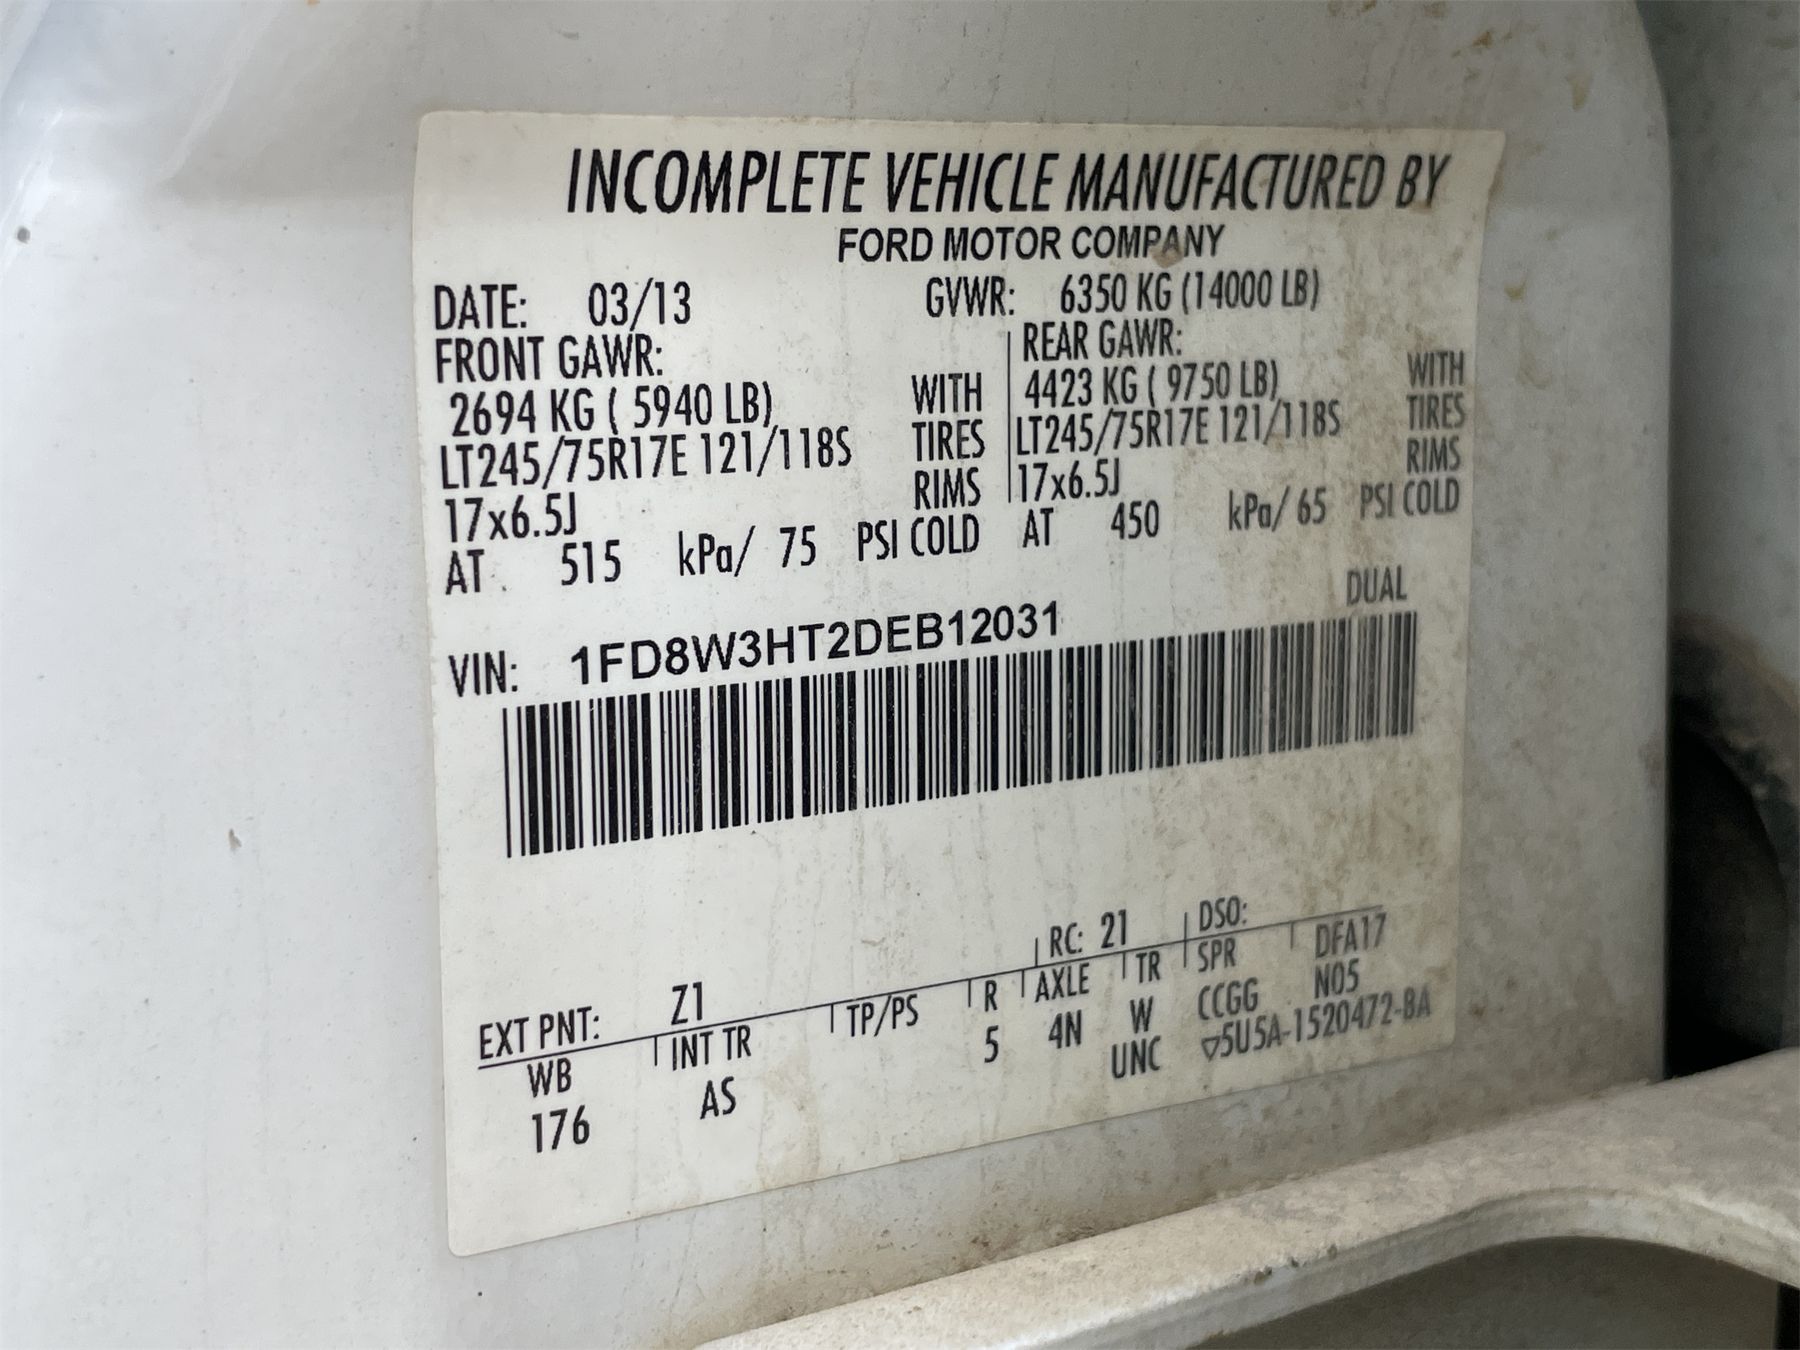 INCOMPLETE VEHICLE MANUFACTURED BY
FORD MOTOR COMPANY
DATE: 03/13 GVWR: 6350 KG (14000 LB)
FRONT GAWR: REAR GAWR:
2694 KG ( 5940 LB) WITH 4423 KG ( 9750 LB) WITH
LT245/75R17E 121/118S TIRES LT245/75R17E 121/118S TIRES
17x6.5J RIMS 17x6.5J RIMS
AT 515 kPa/ 75 PSI COLD AT 450 kPa/ 65 PSI COLD
DUAL
VIN: 1FD8W3HT2DEB12031
EXT PNT: Z1 RC: 21 DSO:
WB INT TR TP/PS R AXLE TR SPR DFA17
176 AS 5 4N W CCGG N05
UNC ▽5U5A-1520472-BA